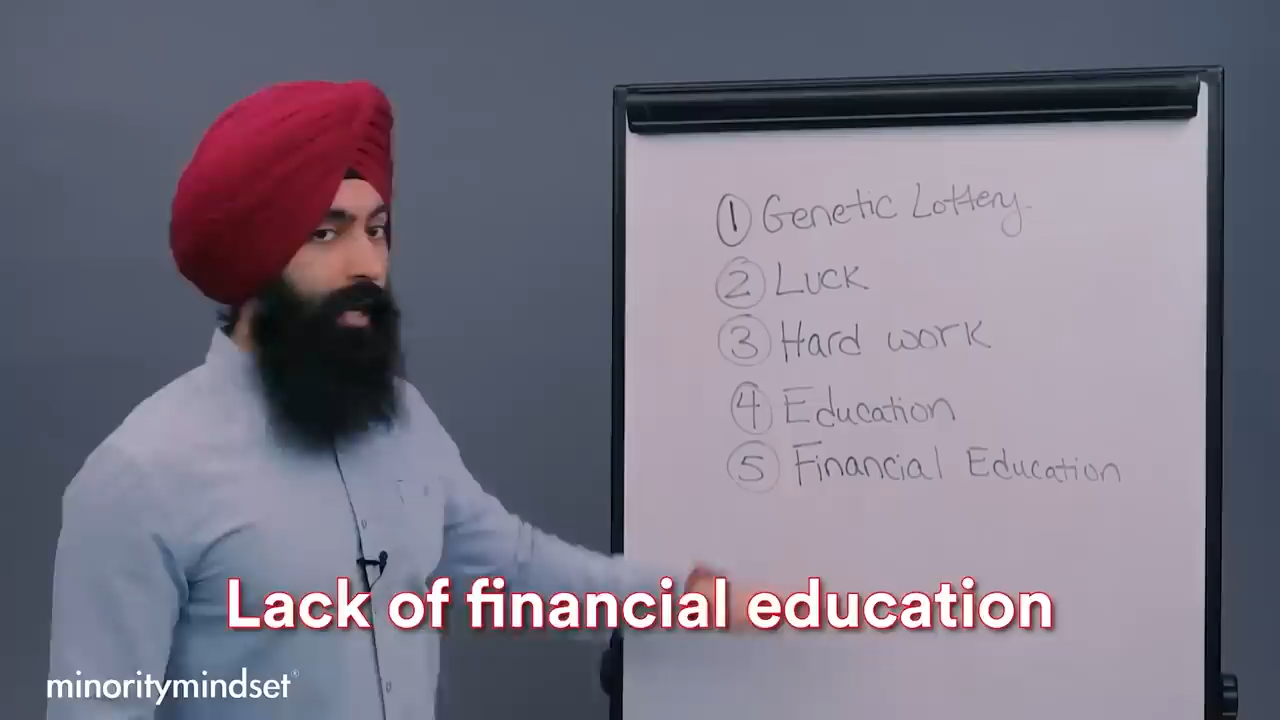 ① Genetic Lottery
② Luck
③ Hard work
④ Education
⑤ Financial Education
Lack of financial education
minoritymindset®